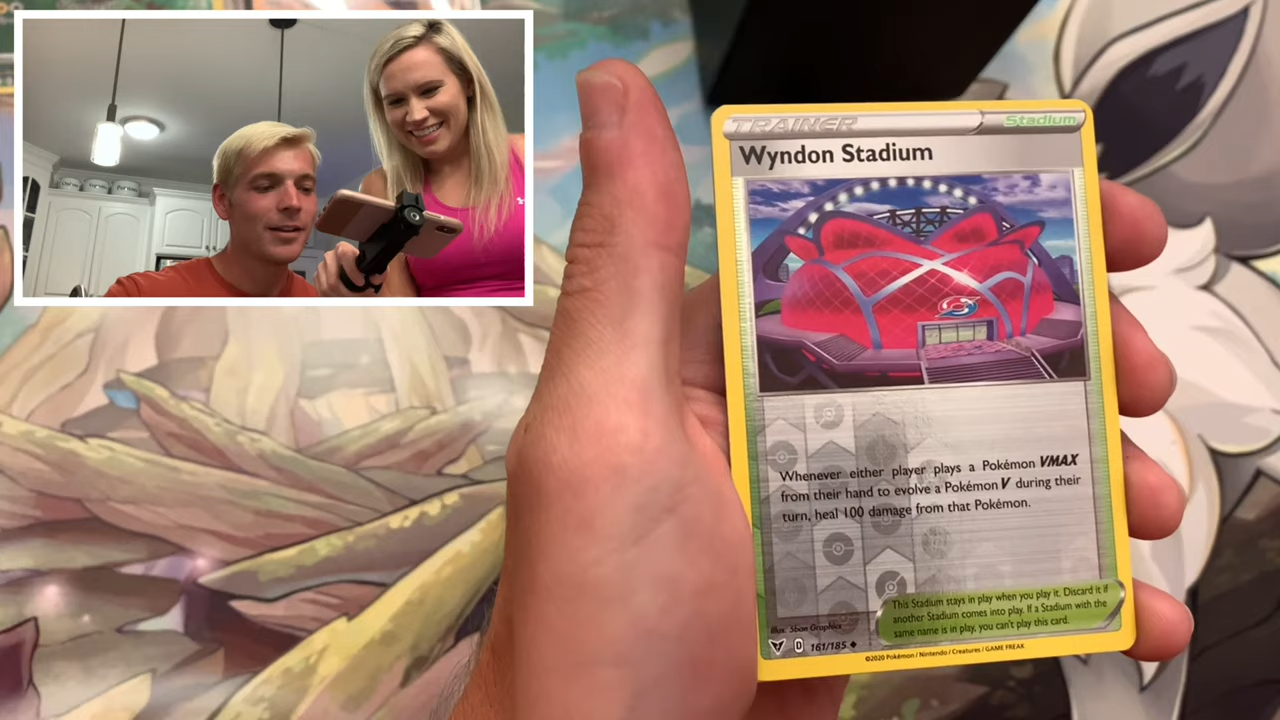 TRAINER
Stadium
Wyndon Stadium
Whenever either player plays a Pokémon VMAX
from their hand to evolve a Pokémon V during their
turn, heal 100 damage from that Pokémon.
This Stadium stays in play when you play it. Discard it if
another Stadium comes into play. If a Stadium with the
same name is in play, you can't play this card.
Illus. 5ban Graphics
D 161/185
©2020 Pokémon / Nintendo / Creatures / GAME FREAK